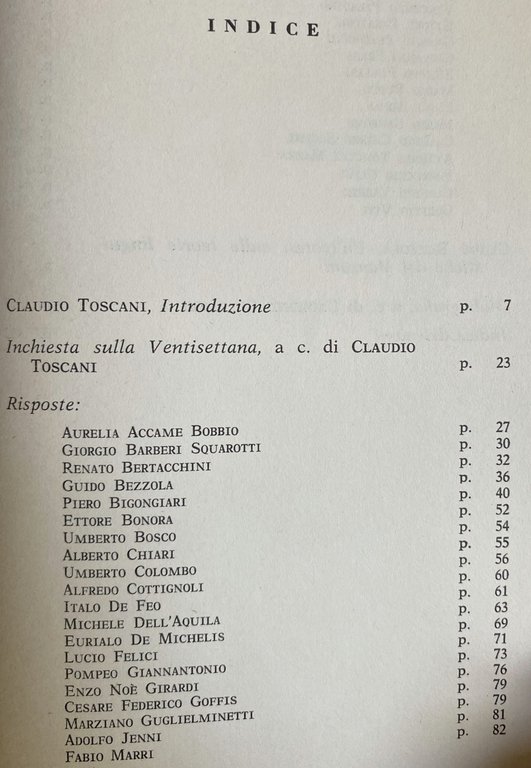 INDICE
CLAUDIO TOSCANI, Introduzione p. 7
Inchiesta sulla Ventisettana, a c. di CLAUDIO
TOSCANI p. 23
Risposte:
AURELIA ACCAME BOBBIO p. 27
GIORGIO BARBERI SQUAROTTI p. 30
RENATO BERTACCHINI p. 32
GUIDO BEZZOLA p. 36
PIERO BIGONGIARI p. 40
ETTORE BONORA p. 52
UMBERTO BOSCO p. 54
ALBERTO CHIARI p. 55
UMBERTO COLOMBO p. 56
ALFREDO COTTIGNOLI p. 60
ITALO DE FEO p. 61
MICHELE DELL'AQUILA p. 63
EURIALO DE MICHELIS p. 69
LUCIO FELICI p. 71
POMPEO GIANNANTONIO p. 73
ENZO NOÈ GIRARDI p. 76
CESARE FEDERICO GOFFIS p. 79
MARZIANO GUGLIELMINETTI p. 79
ADOLFO JENNI p. 81
FABIO MARRI p. 82